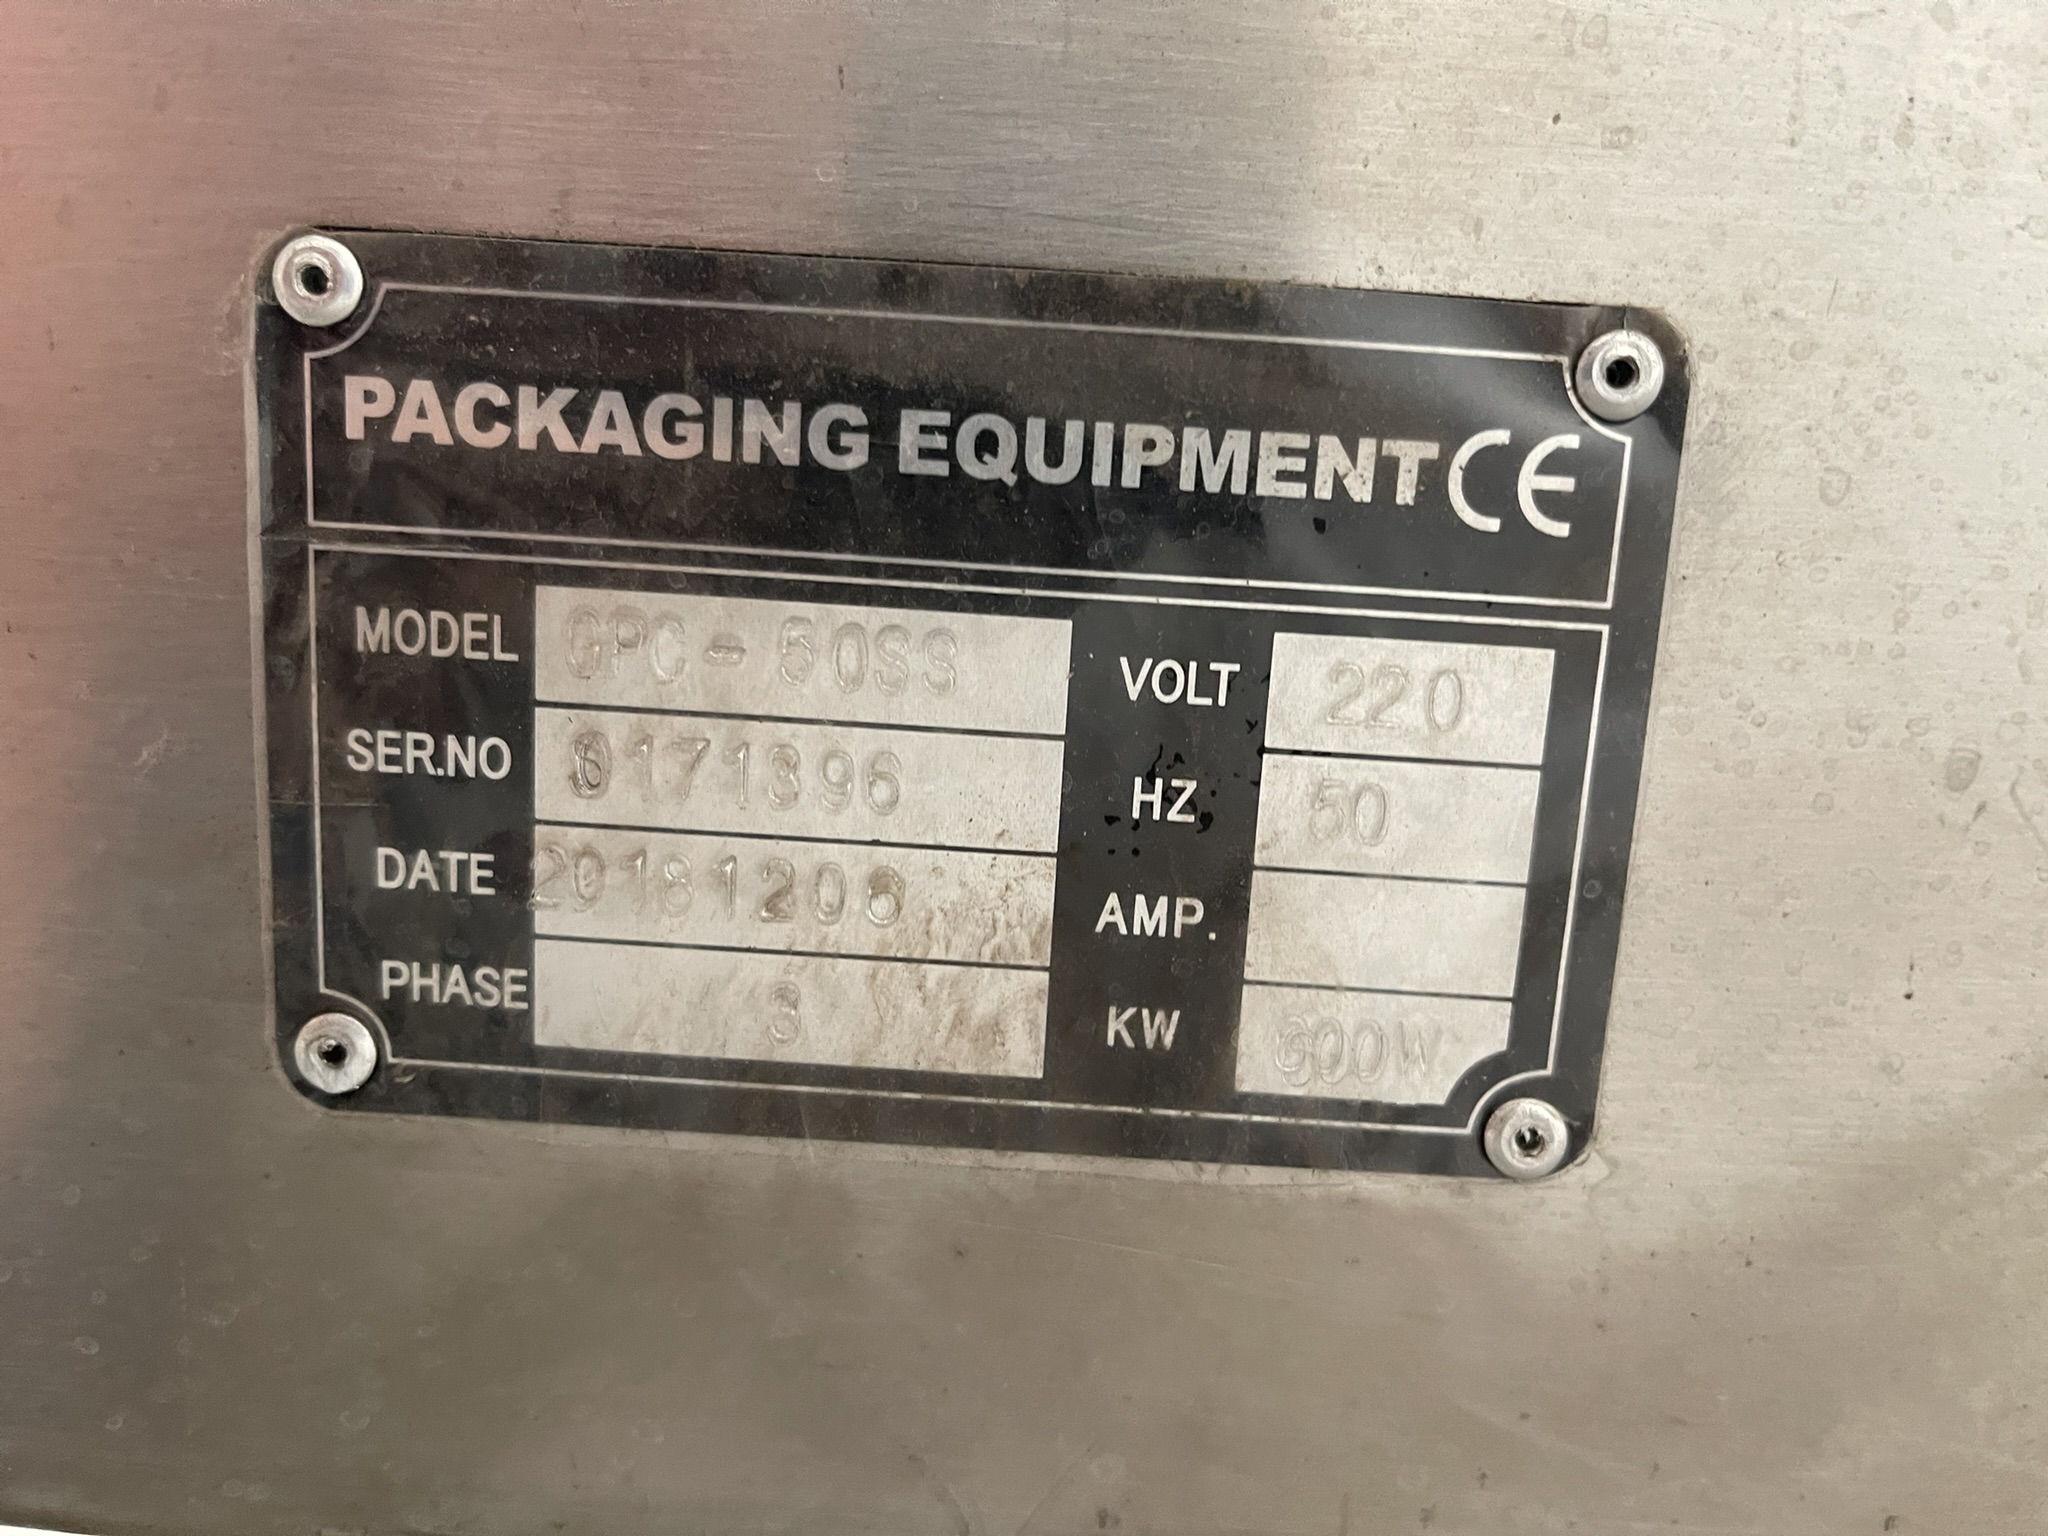 PACKAGING EQUIPMENT CE
MODEL GPC-50SS VOLT 220
SER.NO 0171396 HZ 50
DATE 20181206 AMP.
PHASE 3 KW 600W